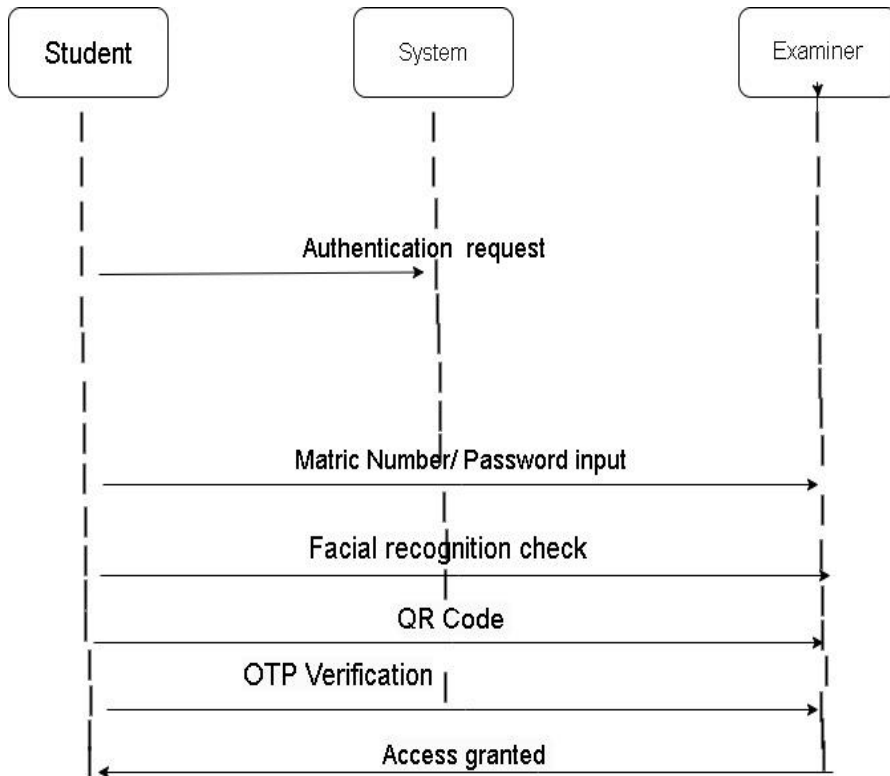 Student
System
Examiner
Authentication request
Matric Number/ Password input
Facial recognition check
QR Code
OTP Verification
Access granted